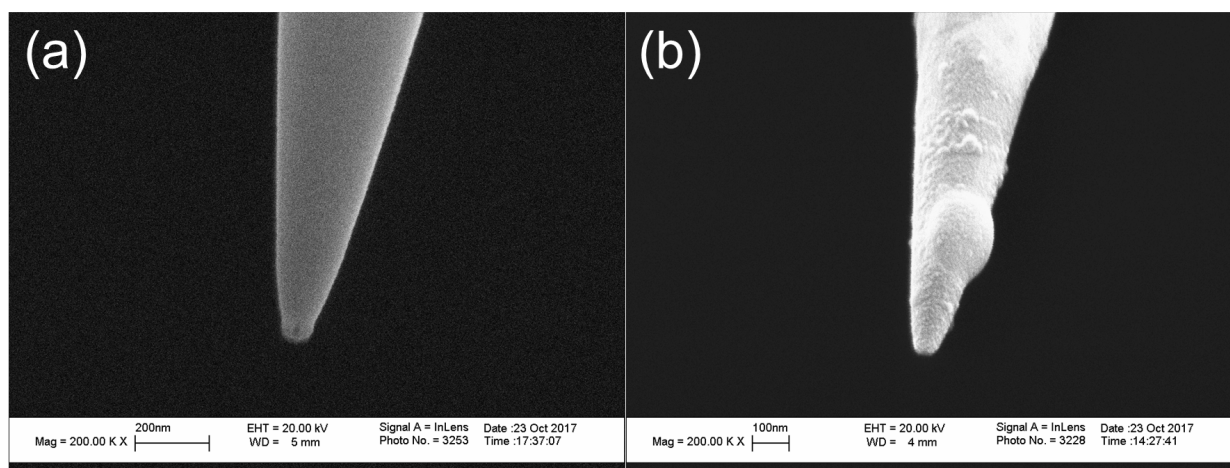 (a)
200nm
Mag = 200.00 K X
EHT = 20.00 kV
WD = 5 mm
Signal A = InLens
Photo No. = 3253
Date :23 Oct 2017
Time :17:37:07
(b)
100nm
Mag = 200.00 K X
EHT = 20.00 kV
WD = 4 mm
Signal A = InLens
Photo No. = 3228
Date :23 Oct 2017
Time :14:27:41